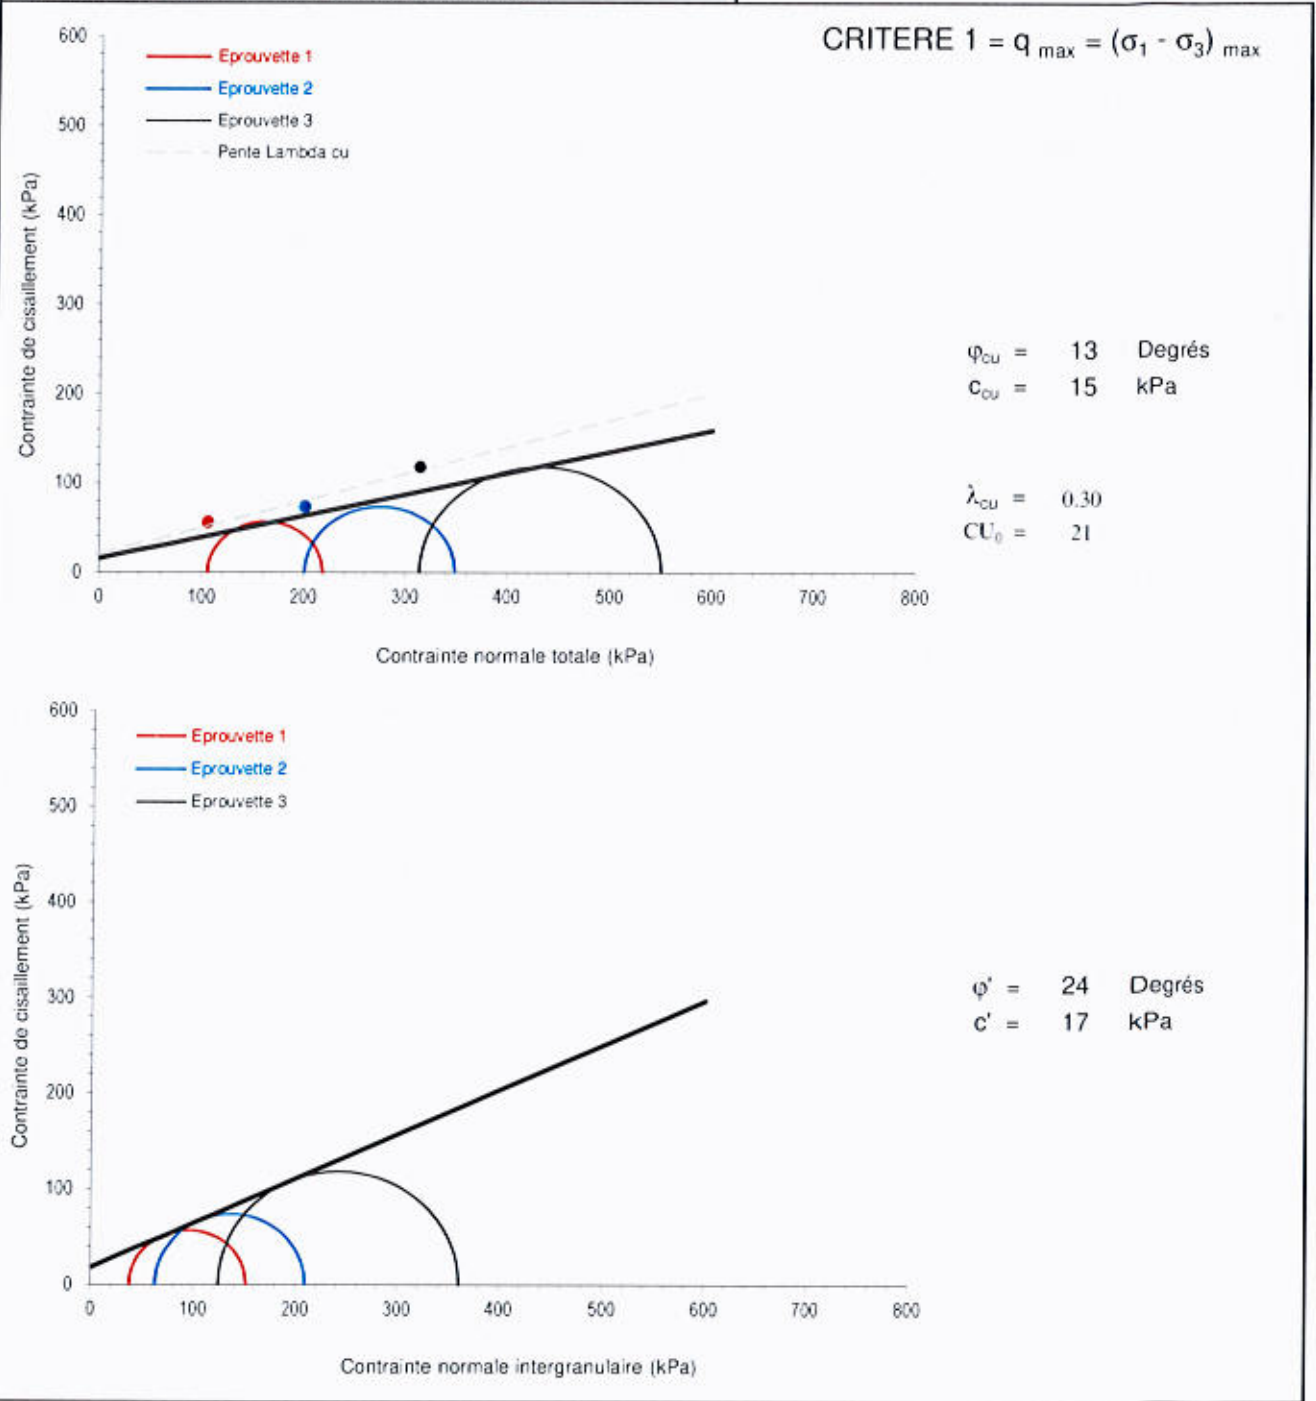 CRITERE 1 = q max = (σ1 - σ3) max
600
500
400
300
200
100
0
Eprouvette 1
Eprouvette 2
Eprouvette 3
Pente Lambda cu
Contrainte de cisaillement (kPa)
0 100 200 300 400 500 600 700 800
Contrainte normale totale (kPa)
φcu = 13 Degrés
ccu = 15 kPa
λcu = 0.30
CU0 = 21
600
500
400
300
200
100
0
Eprouvette 1
Eprouvette 2
Eprouvette 3
Contrainte de cisaillement (kPa)
0 100 200 300 400 500 600 700 800
Contrainte normale intergranulaire (kPa)
φ' = 24 Degrés
c' = 17 kPa